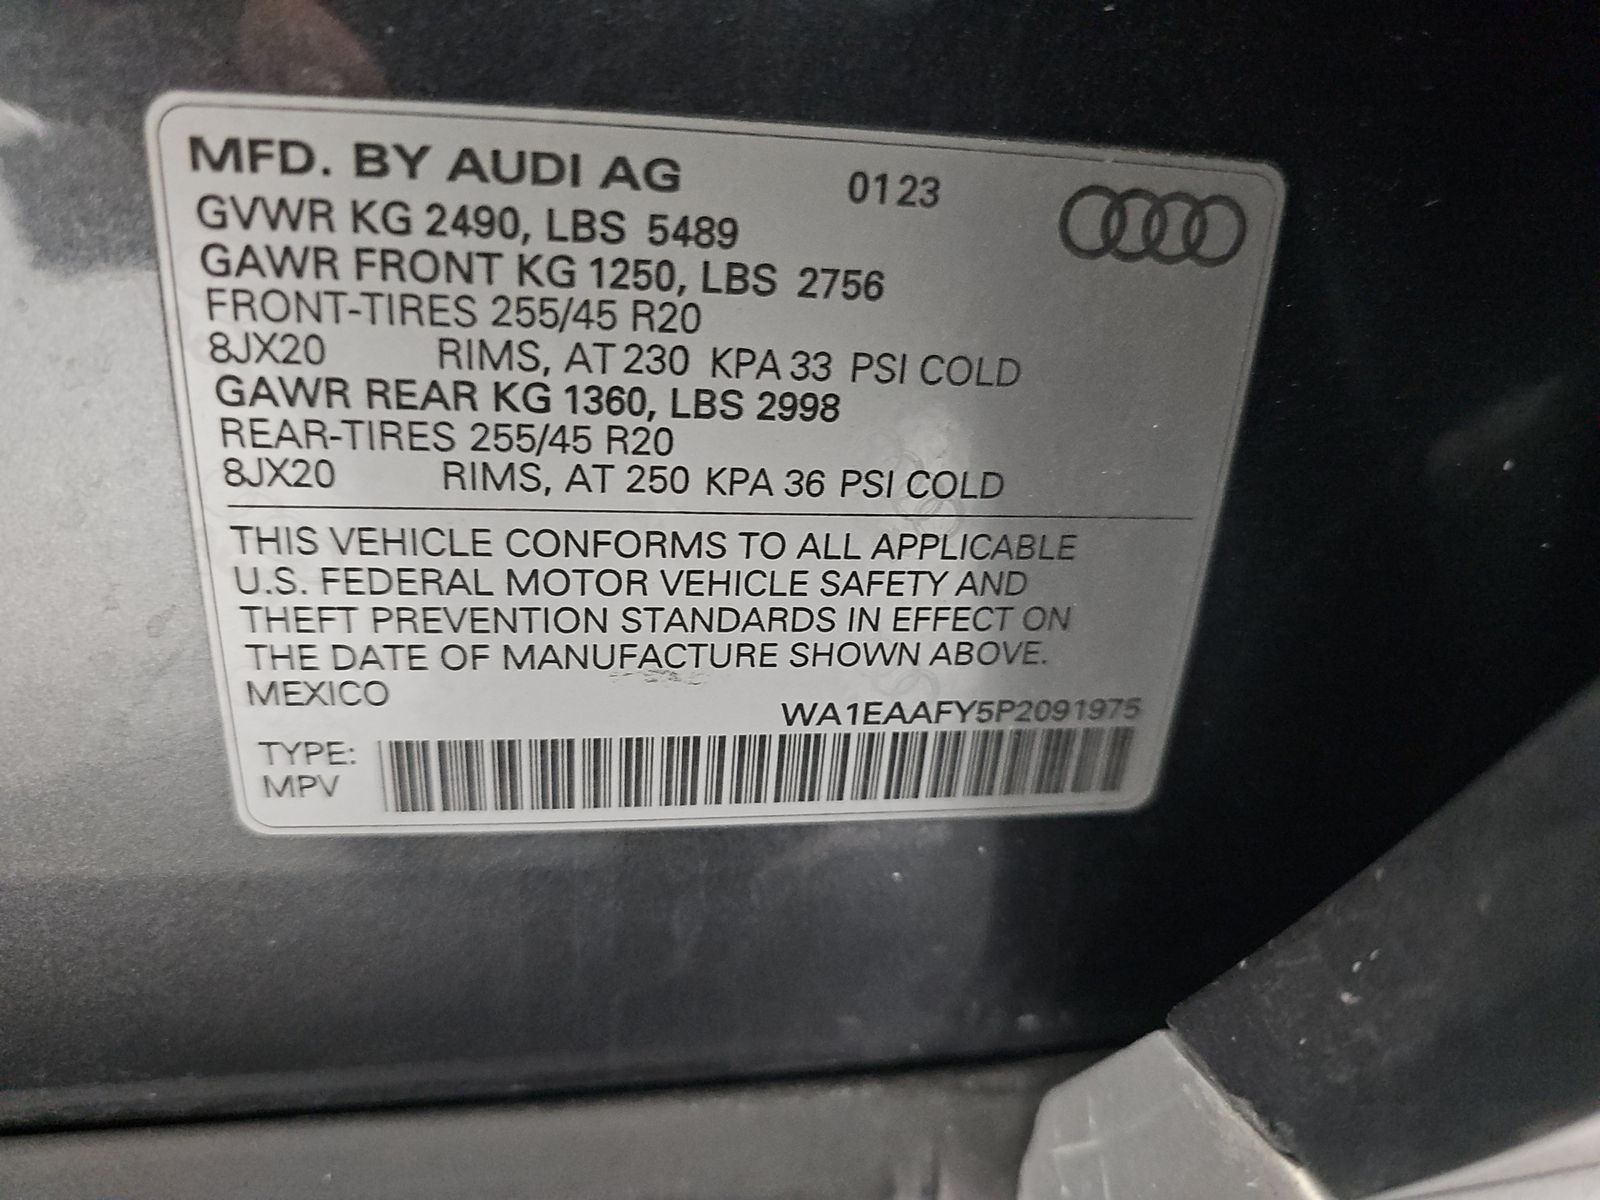 MFD. BY AUDI AG 0123
GVWR KG 2490, LBS 5489
GAWR FRONT KG 1250, LBS 2756
FRONT-TIRES 255/45 R20
8JX20 RIMS, AT 230 KPA 33 PSI COLD
GAWR REAR KG 1360, LBS 2998
REAR-TIRES 255/45 R20
8JX20 RIMS, AT 250 KPA 36 PSI COLD
THIS VEHICLE CONFORMS TO ALL APPLICABLE
U.S. FEDERAL MOTOR VEHICLE SAFETY AND
THEFT PREVENTION STANDARDS IN EFFECT ON
THE DATE OF MANUFACTURE SHOWN ABOVE.
MEXICO
WA1EAAFY5P2091975
TYPE:
MPV